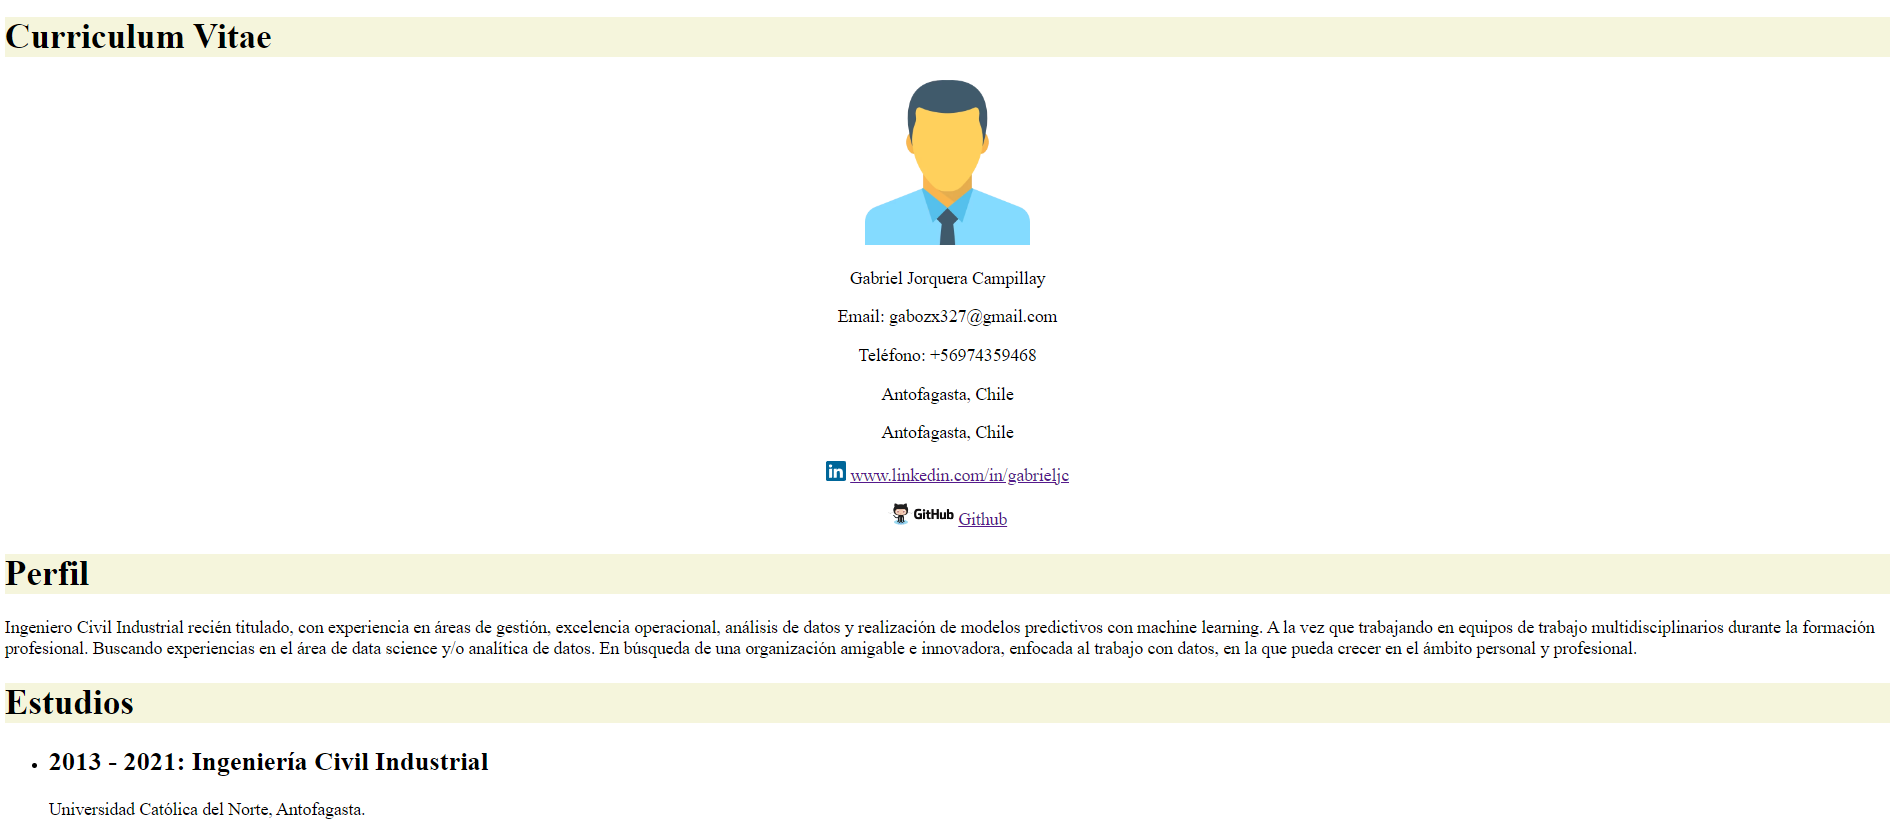 Curriculum Vitae
Gabriel Jorquera Campillay
Email: gabozx327@gmail.com
Teléfono: +56974359468
Antofagasta, Chile
Antofagasta, Chile
in www.linkedin.com/in/gabrieljc
GitHub Github
Perfil
Ingeniero Civil Industrial recién titulado, con experiencia en áreas de gestión, excelencia operacional, análisis de datos y realización de modelos predictivos con machine learning. A la vez que trabajando en equipos de trabajo multidisciplinarios durante la formación
profesional. Buscando experiencias en el área de data science y/o analítica de datos. En búsqueda de una organización amigable e innovadora, enfocada al trabajo con datos, en la que pueda crecer en el ámbito personal y profesional.
Estudios
• 2013 - 2021: Ingeniería Civil Industrial
Universidad Católica del Norte, Antofagasta.